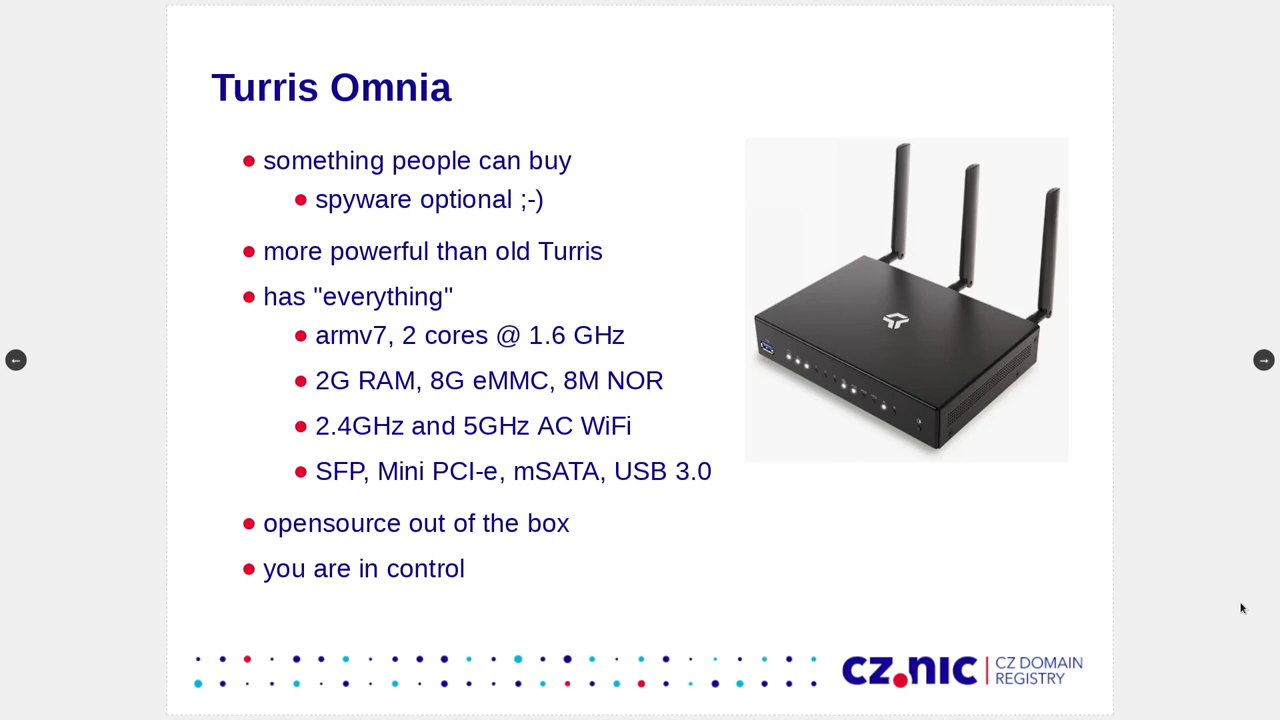 Turris Omnia
something people can buy
spyware optional ;-)
more powerful than old Turris
has "everything"
armv7, 2 cores @ 1.6 GHz
2G RAM, 8G eMMC, 8M NOR
2.4GHz and 5GHz AC WiFi
SFP, Mini PCI-e, mSATA, USB 3.0
opensource out of the box
you are in control
CZ.NIC | CZ DOMAIN
REGISTRY